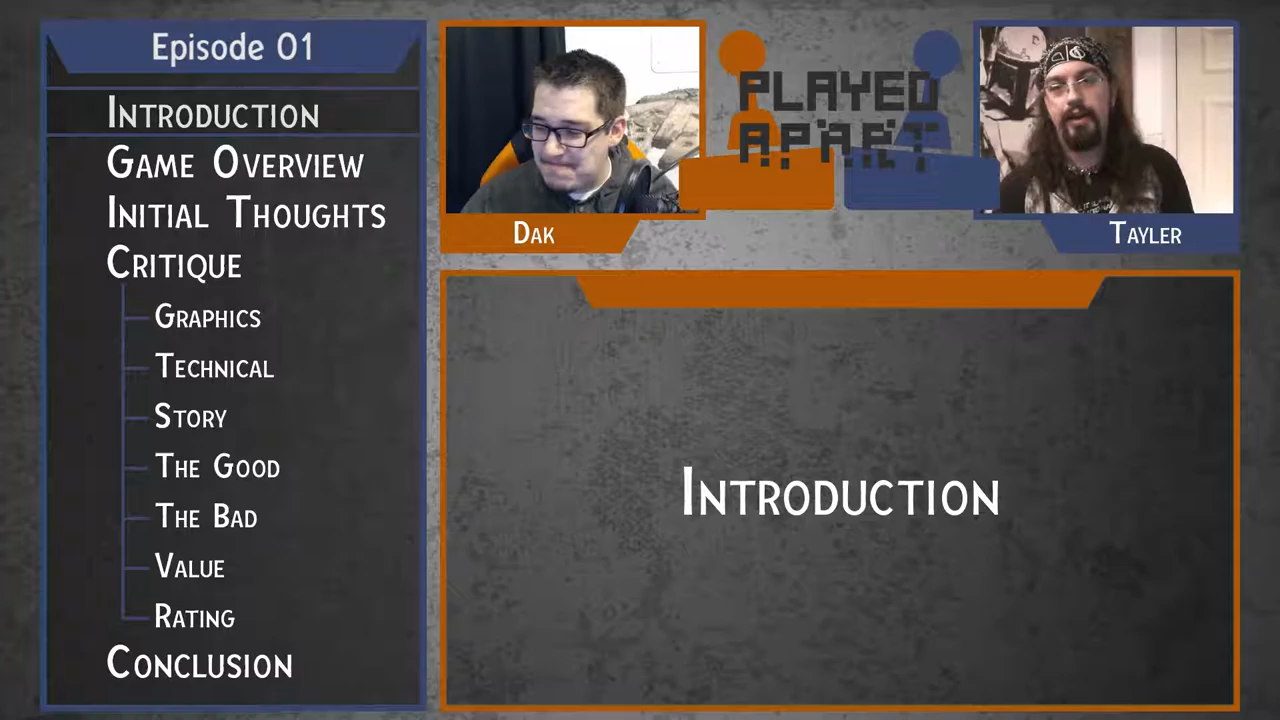 Episode 01
Introduction
Game Overview
Initial Thoughts
Critique
Graphics
Technical
Story
The Good
The Bad
Value
Rating
Conclusion
PLAYED
APART
Dak
Tayler
Introduction